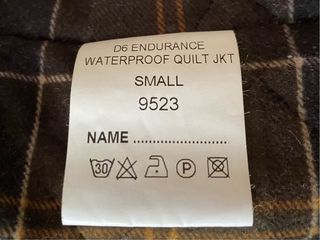 D6 ENDURANCE
WATERPROOF QUILT JKT
SMALL
9523
NAME ........................
30 P